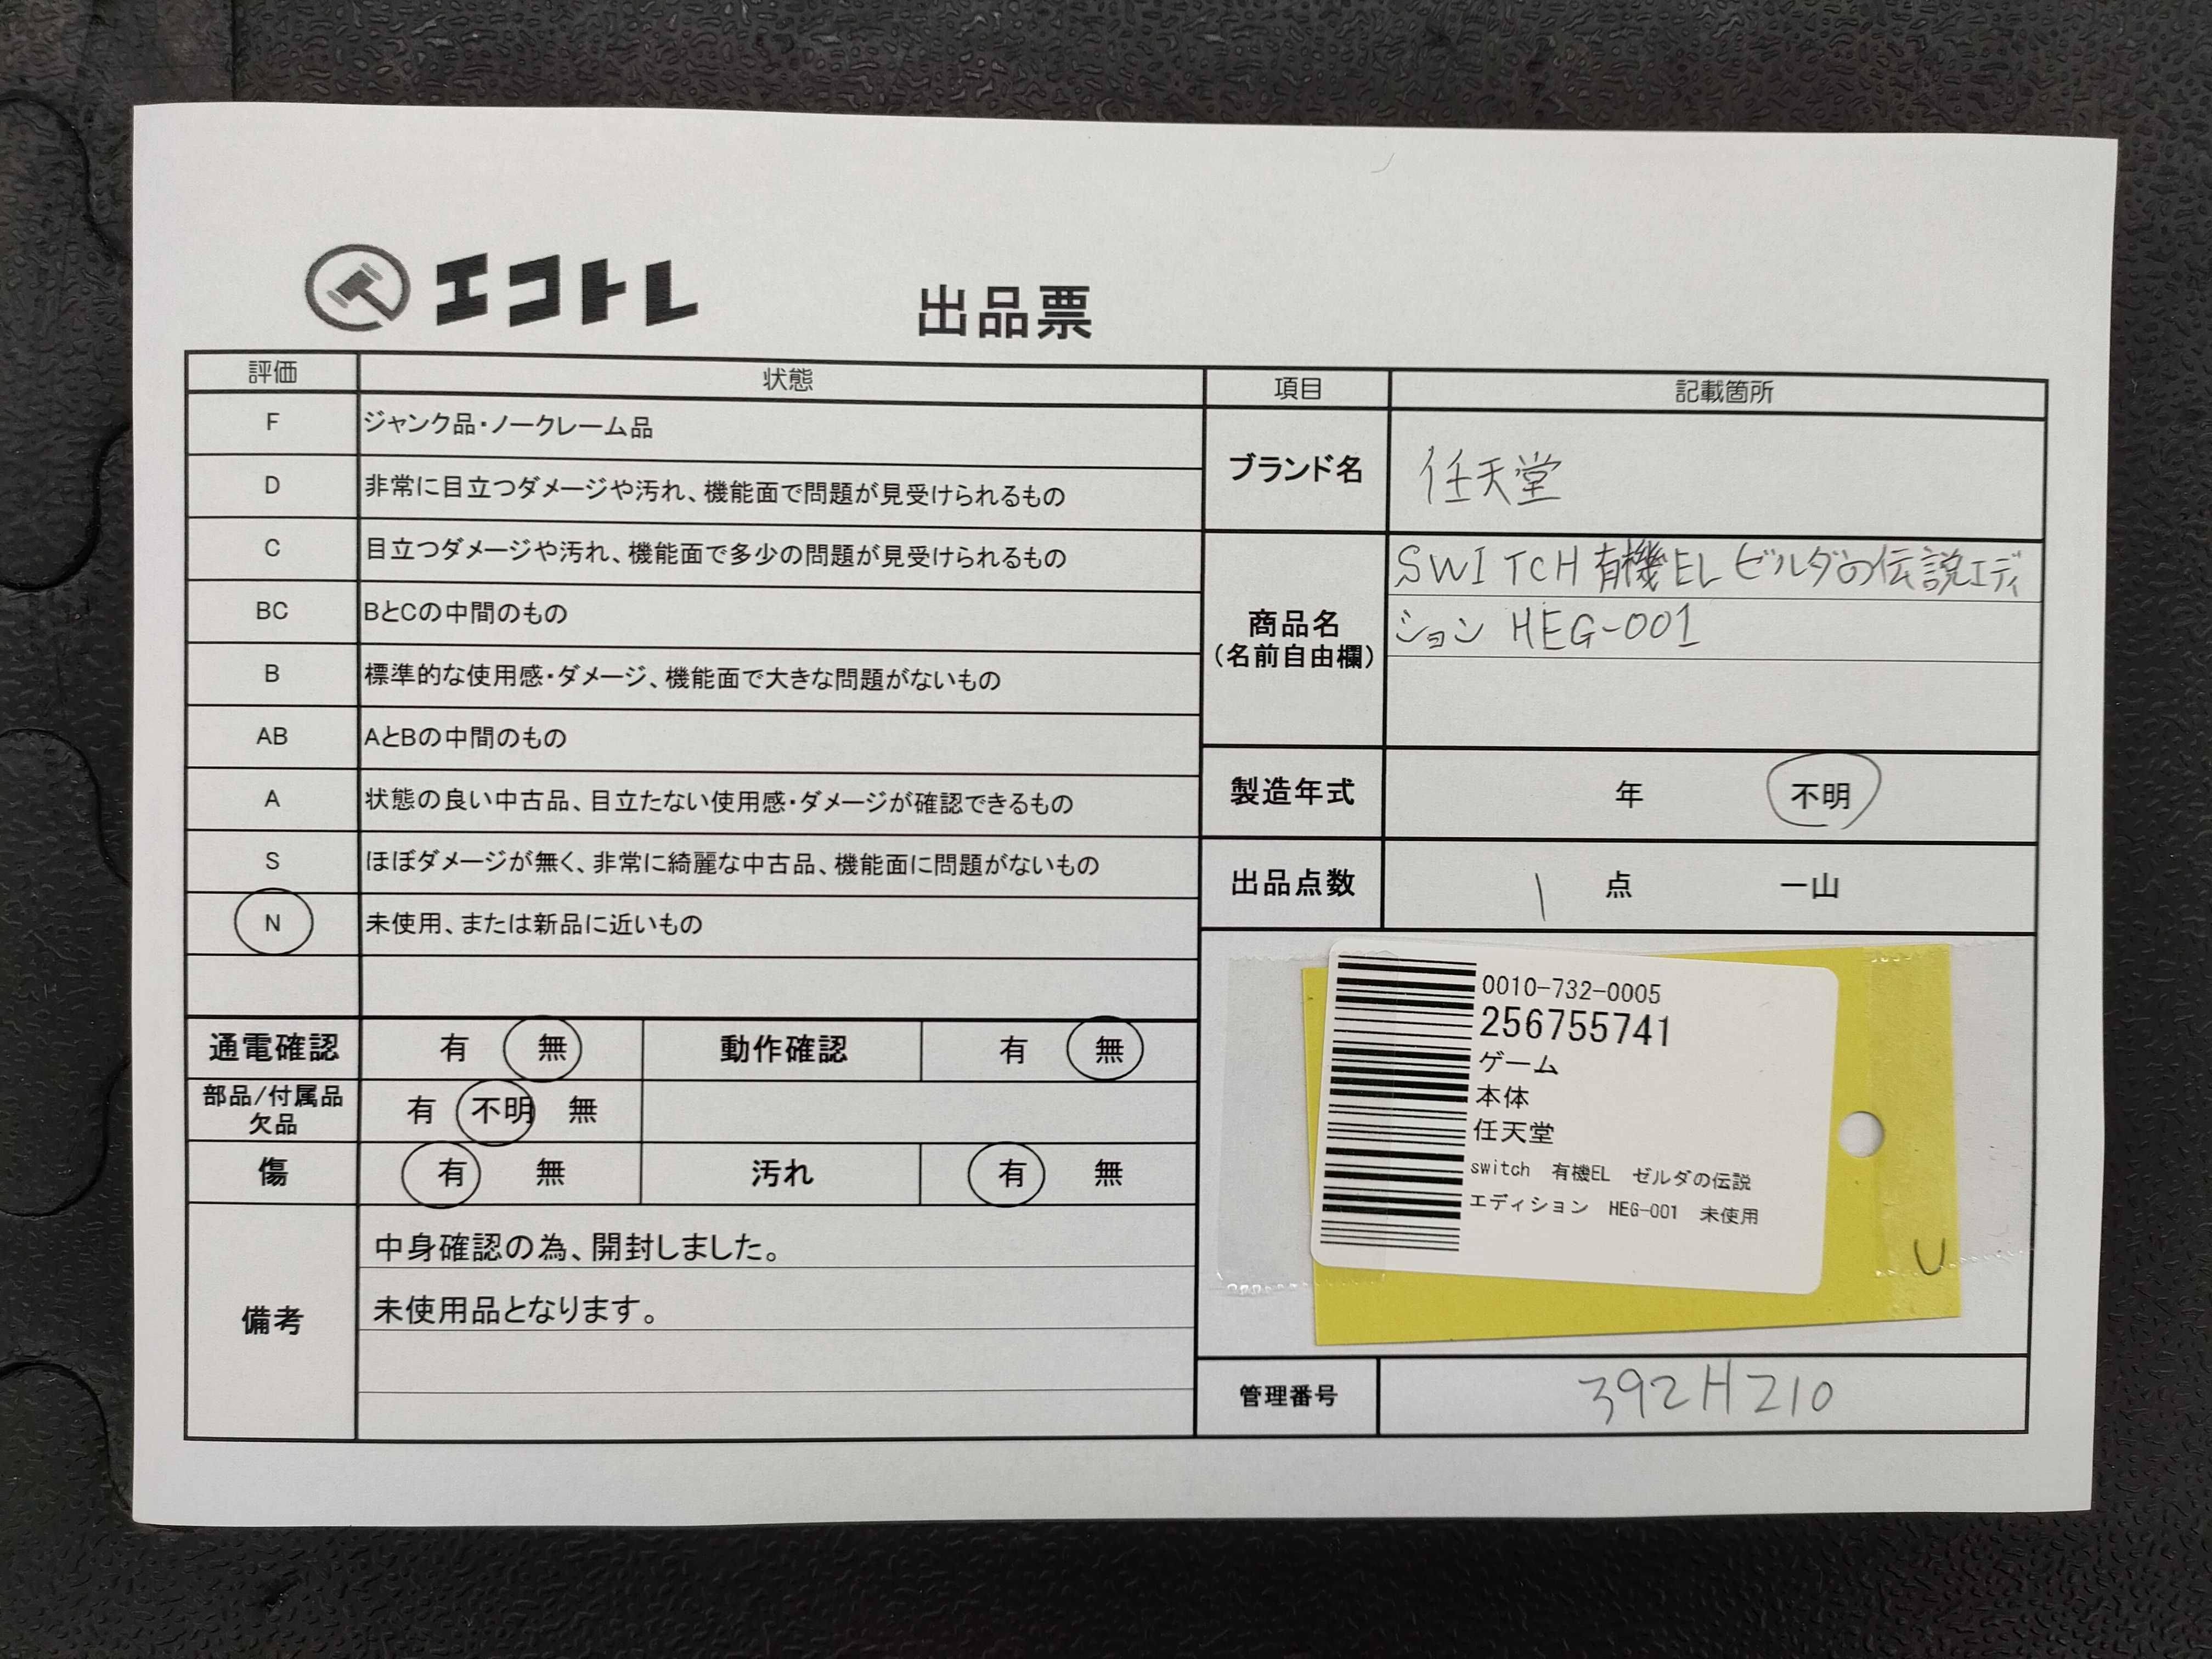 エコトレ
出品票
評価 状態
F ジャンク品・ノークレーム品
D 非常に目立つダメージや汚れ、機能面で問題が見受けられるもの
C 目立つダメージや汚れ、機能面で多少の問題が見受けられるもの
BC BとCの中間のもの
B 標準的な使用感・ダメージ、機能面で大きな問題がないもの
AB AとBの中間のもの
A 状態の良い中古品、目立たない使用感・ダメージが確認できるもの
S ほぼダメージが無く、非常に綺麗な中古品、機能面に問題がないもの
N 未使用、または新品に近いもの
通電確認 有 無 動作確認 有 無
部品/付属品
欠品
有 不明 無
傷 有 無 汚れ 有 無
備考
中身確認の為、開封しました。
未使用品となります。
項目 記載箇所
ブランド名 任天堂
商品名
(名前自由欄)
SWITCH有機ELゼルダの伝説エディ
ション HEG-001
製造年式 年 不明
出品点数 1 点 一山
0010-732-0005
256755741
ゲーム
本体
任天堂
switch 有機EL ゼルダの伝説
エディション HEG-001 未使用
U
管理番号 392H210